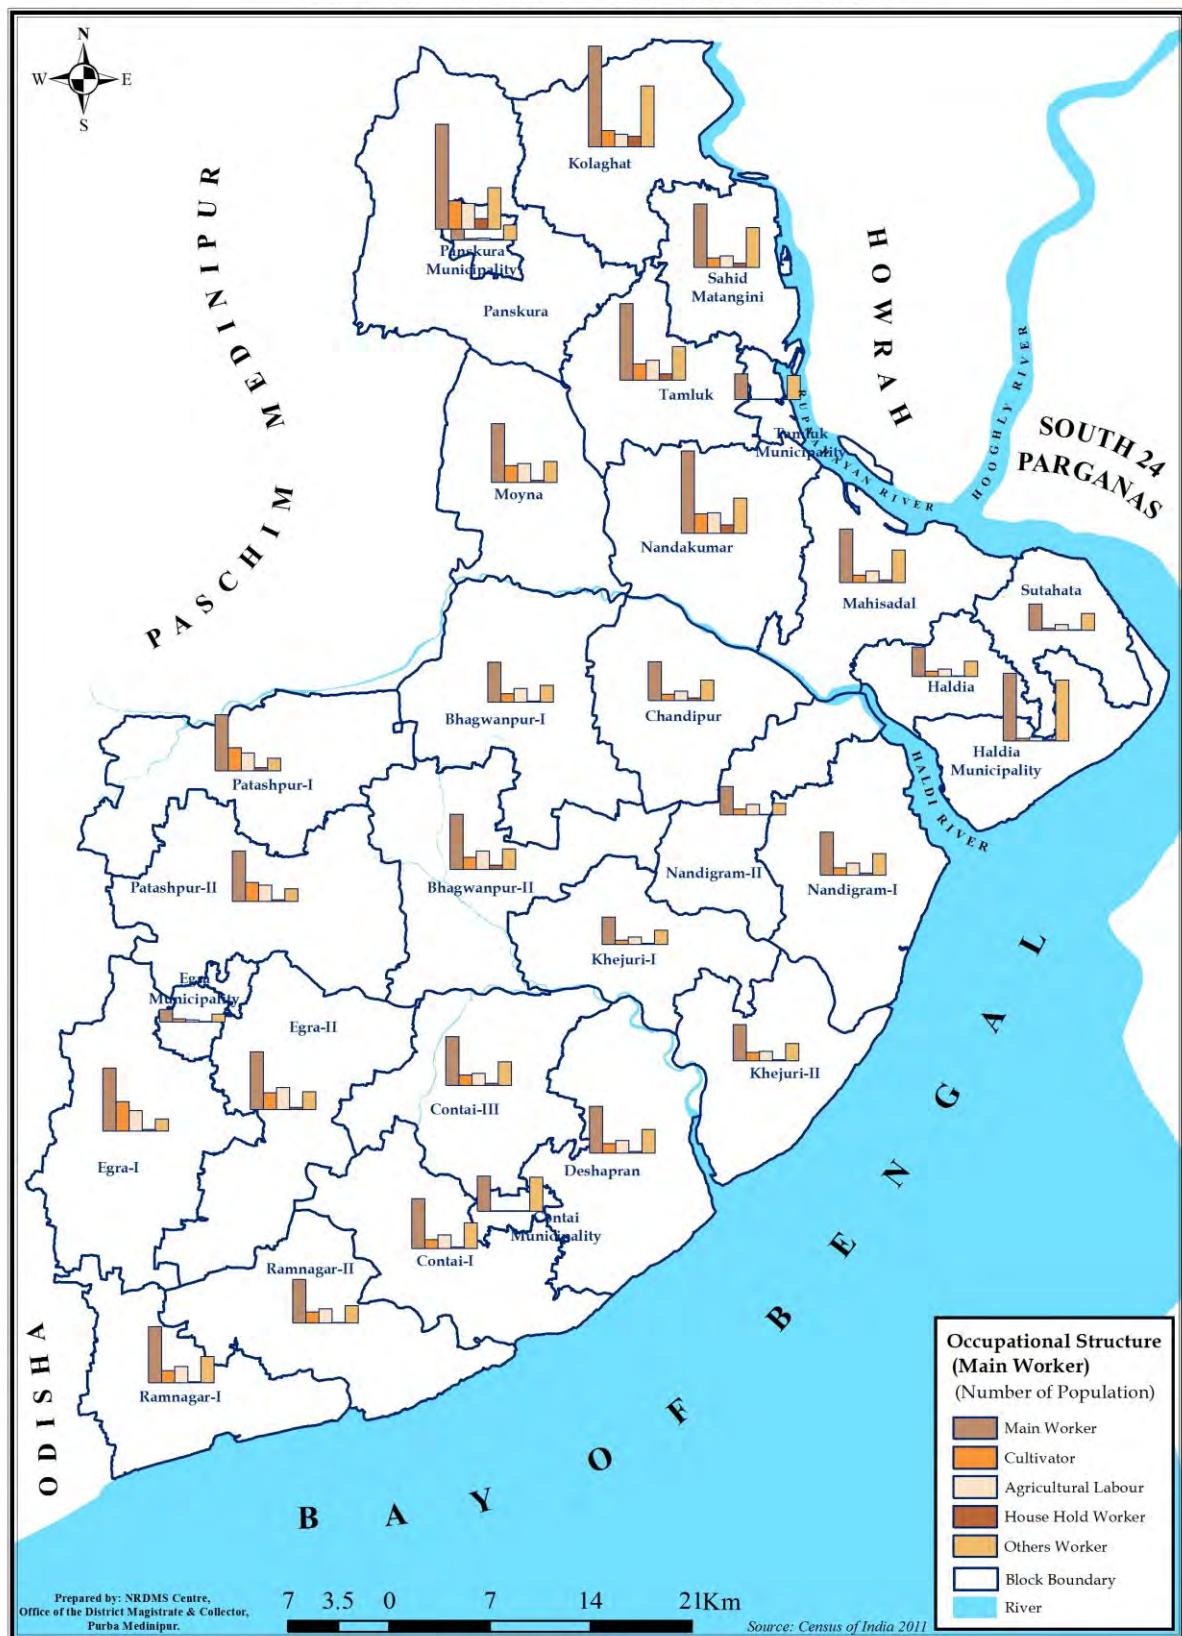 N
W E
S
PASCHIM MEDINIPUR
HOWRAH
SOUTH 24
PARGANAS
HOOGHLY RIVER
RUPNARAYAN RIVER
HALDI RIVER
Kolaghat
Panskura
Municipality
Panskura
Sahid
Matangini
Tamluk
Tamluk
Municipality
Moyna
Nandakumar
Mahisadal
Sutahata
Haldia
Haldia
Municipality
Bhagwanpur-I
Chandipur
Patashpur-I
Patashpur-II
Bhagwanpur-II
Nandigram-II
Nandigram-I
Khejuri-I
Egra
Municipality
Egra-II
Khejuri-II
Contai-III
Egra-I
Deshapran
Contai
Municipality
Contai-I
Ramnagar-II
Ramnagar-I
ODISHA
BAY OF BENGAL
Occupational Structure
(Main Worker)
(Number of Population)
Main Worker
Cultivator
Agricultural Labour
House Hold Worker
Others Worker
Block Boundary
River
Prepared by: NRDMS Centre,
Office of the District Magistrate & Collector,
Purba Medinipur.
7 3.5 0 7 14 21Km
Source: Census of India 2011